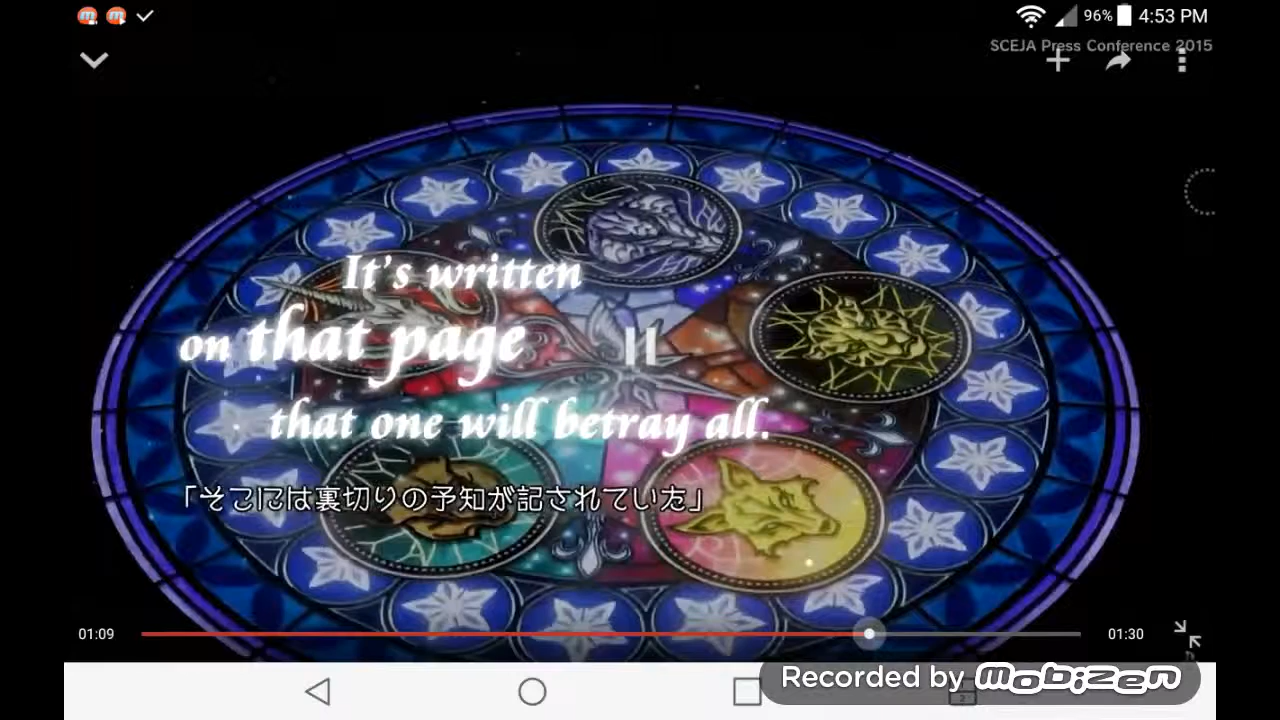 96% 4:53 PM
SCEJA Press Conference 2015
It's written
on that page
that one will betray all.
「そこには裏切りの予知が記されていた」
01:09
01:30
Recorded by mobizen